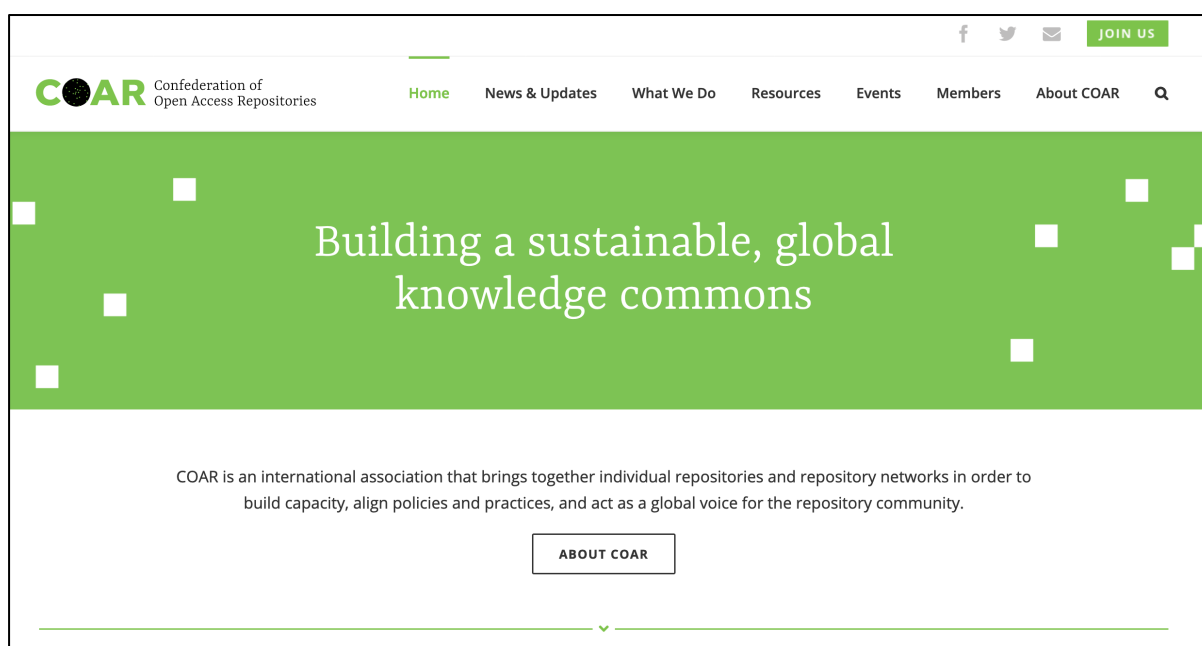 JOIN US
COAR Confederation of
Open Access Repositories
Home News & Updates What We Do Resources Events Members About COAR
Building a sustainable, global
knowledge commons
COAR is an international association that brings together individual repositories and repository networks in order to
build capacity, align policies and practices, and act as a global voice for the repository community.
ABOUT COAR